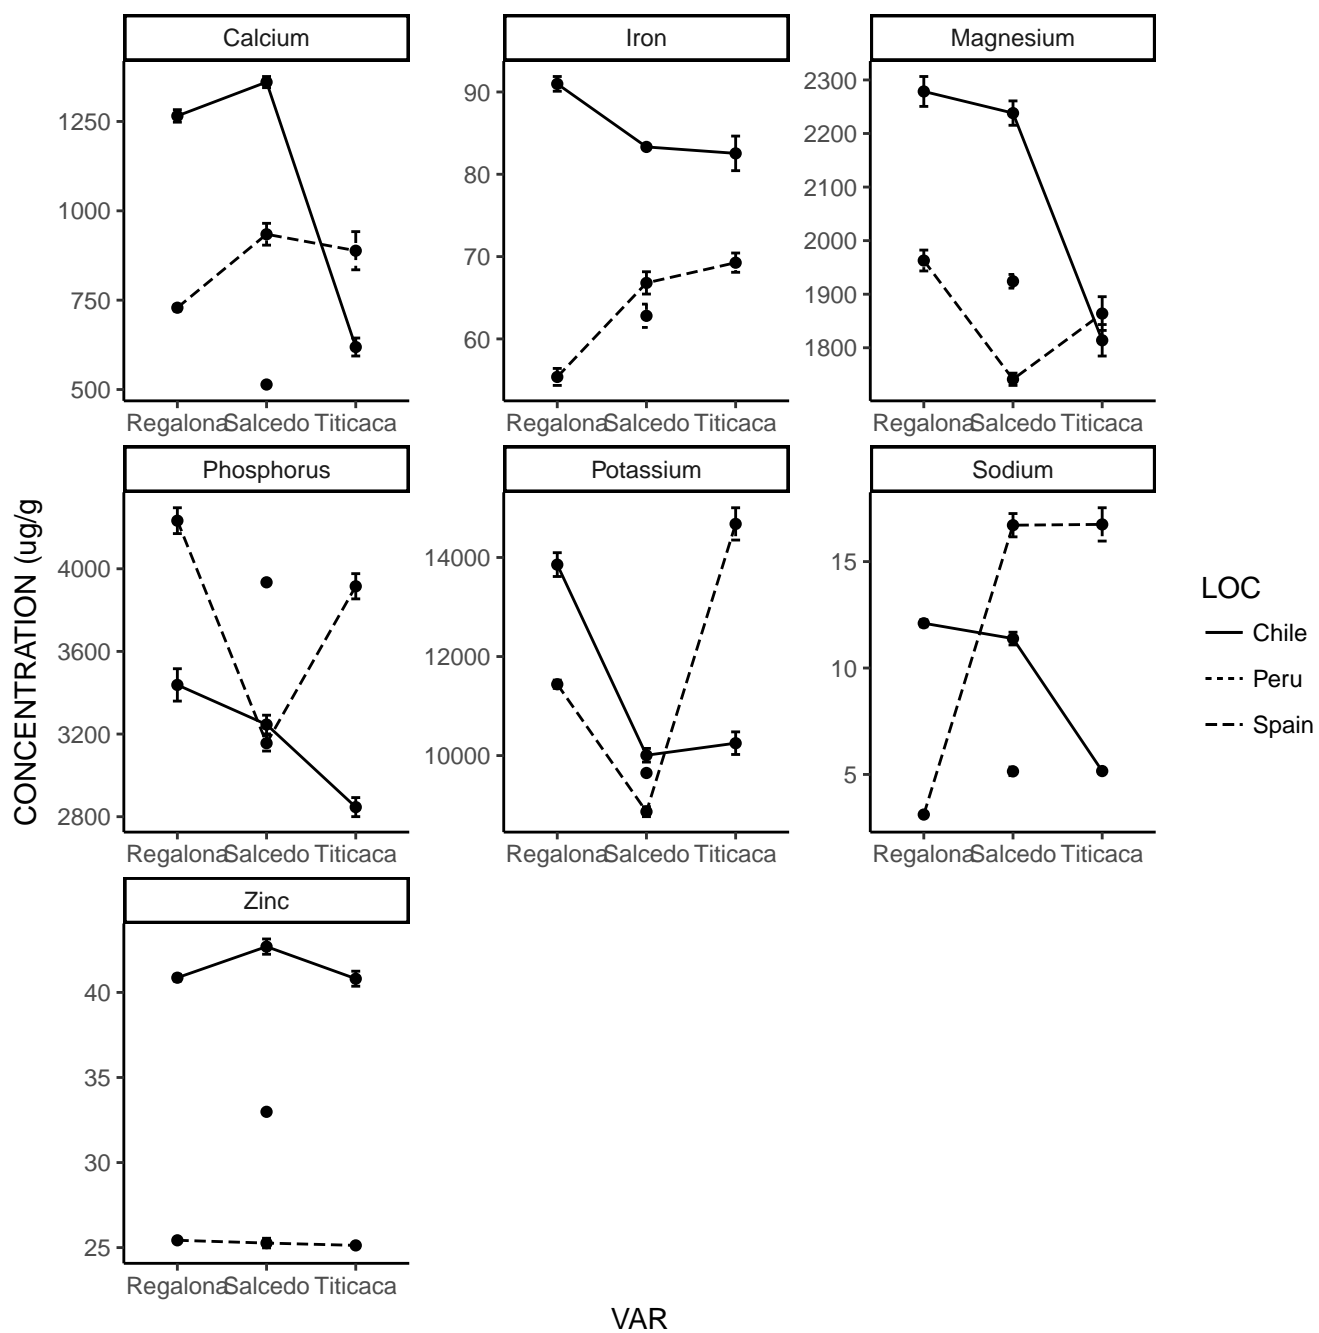 Calcium
Iron
Magnesium
1250
1000
750
500
90
80
70
60
2300
2200
2100
2000
1900
1800
Regalona Salcedo Titicaca
Regalona Salcedo Titicaca
Regalona Salcedo Titicaca
Phosphorus
Potassium
Sodium
4000
3600
3200
2800
14000
12000
10000
15
10
5
Regalona Salcedo Titicaca
Regalona Salcedo Titicaca
Regalona Salcedo Titicaca
Zinc
40
35
30
25
Regalona Salcedo Titicaca
CONCENTRATION (ug/g
VAR
LOC
Chile
Peru
Spain